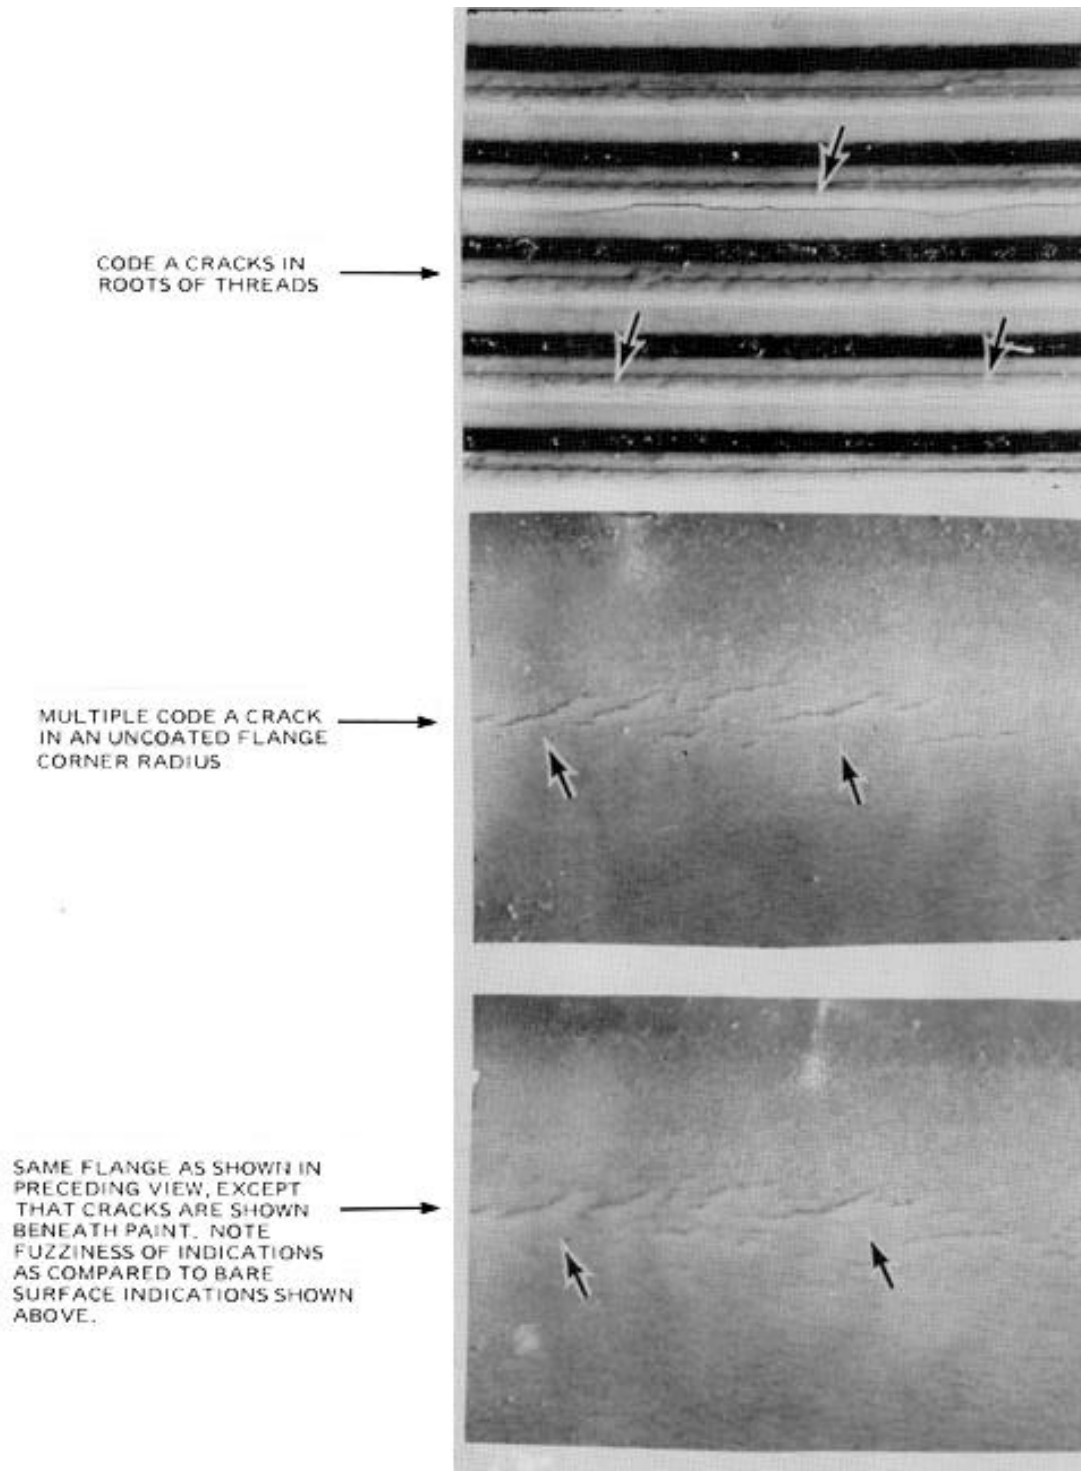 CODE A CRACKS IN
ROOTS OF THREADS
MULTIPLE CODE A CRACK
IN AN UNCOATED FLANGE
CORNER RADIUS
SAME FLANGE AS SHOWN IN
PRECEDING VIEW, EXCEPT
THAT CRACKS ARE SHOWN
BENEATH PAINT. NOTE
FUZZINESS OF INDICATIONS
AS COMPARED TO BARE
SURFACE INDICATIONS SHOWN
ABOVE.